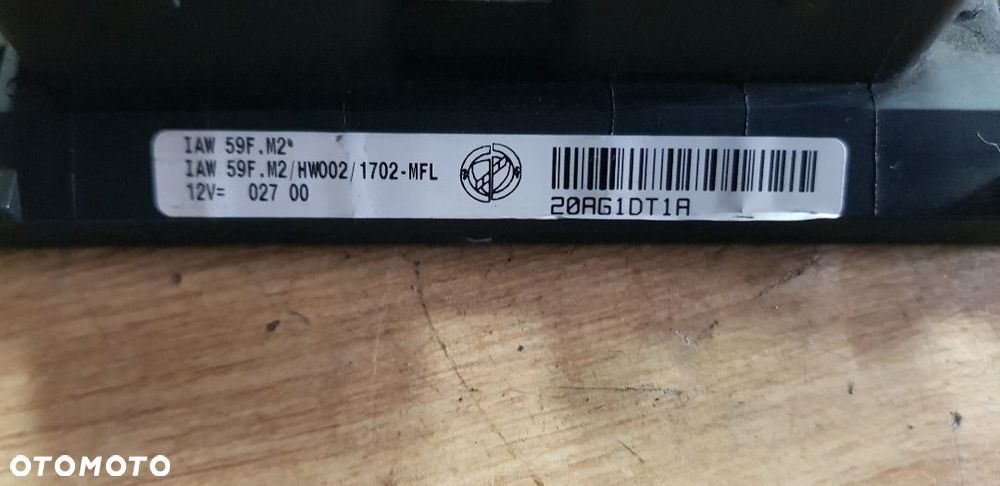 IAW 59F.M2*
IAW 59F.M2/HW002/1702-MFL
12V= 027 00
20AG1DT1A
OTOMOTO